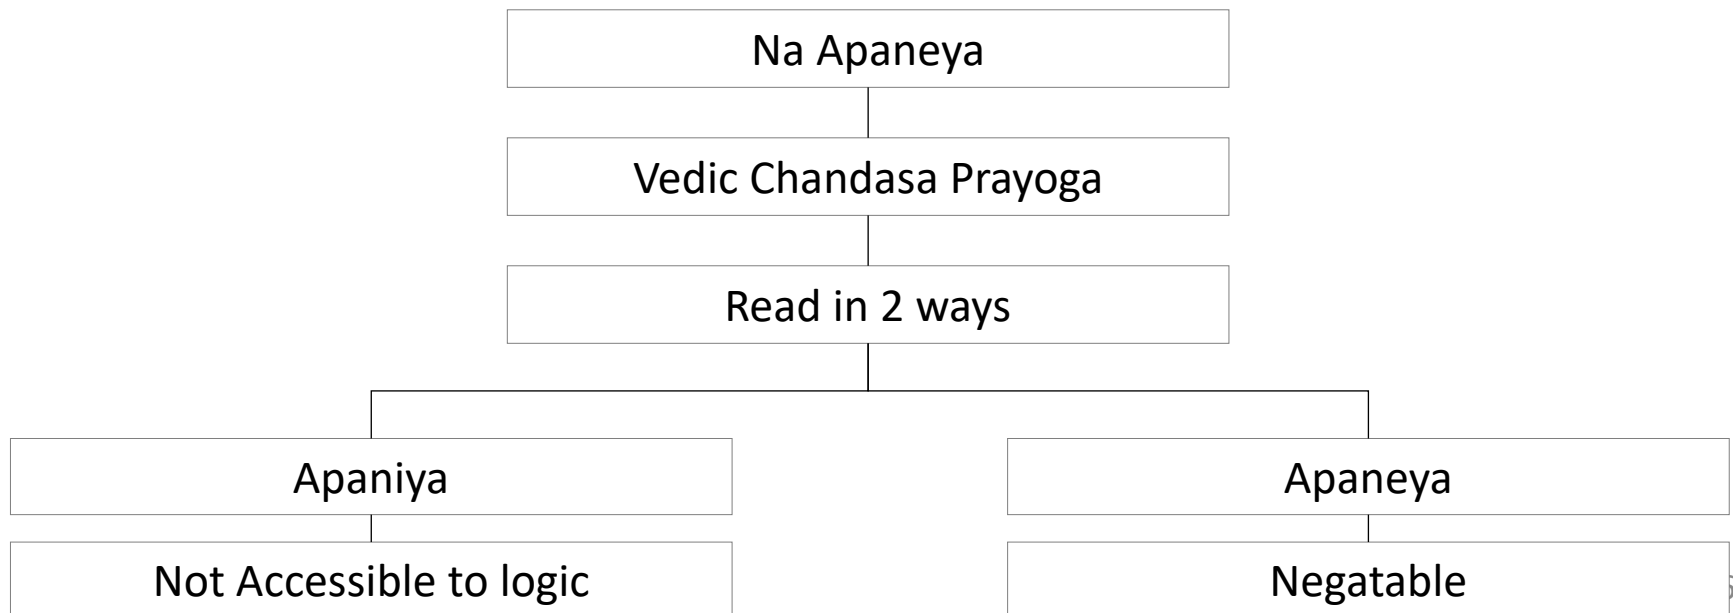 Na Apaneya
Vedic Chandasa Prayoga
Read in 2 ways
Apaniya
Apaneya
Not Accessible to logic
Negatable